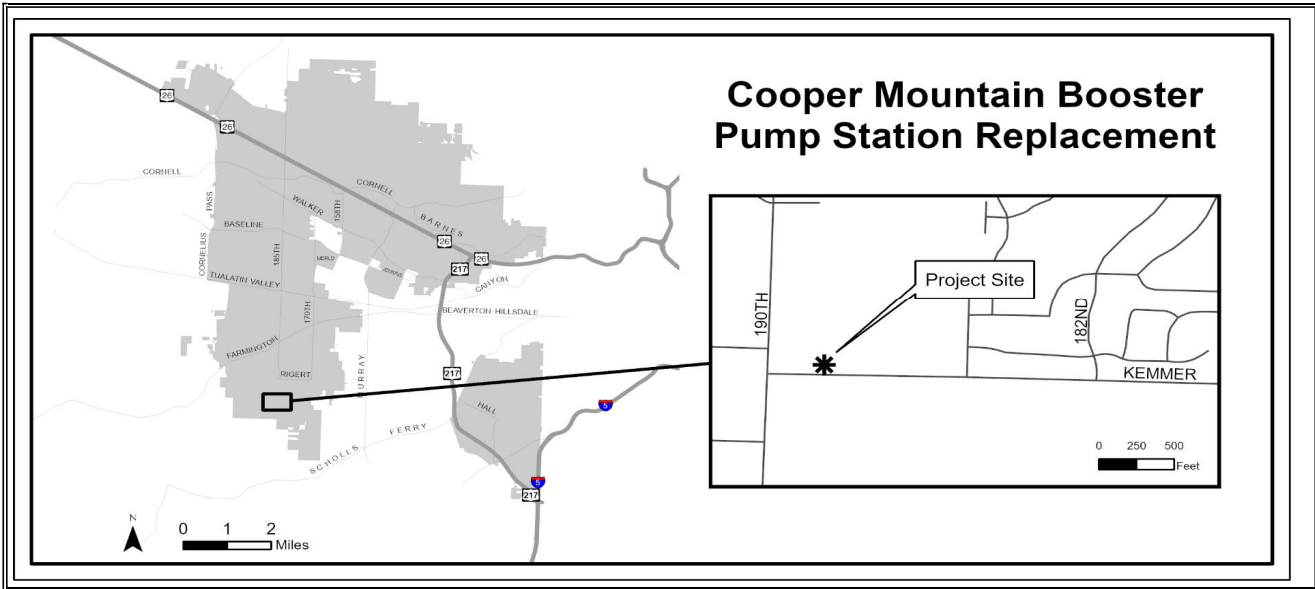 Cooper Mountain Booster
Pump Station Replacement
26
26
CORNELL
CORNELL
PASS
WALKER
158TH
BARNES
BASELINE
26
26
217
CORNELIUS
185TH
MERLO
TUALATIN VALLEY
CANYON
170TH
BEAVERTON HILLSDALE
FARMINGTON
RIGERT
MURRAY
217
HALL
5
SCHOLLS FERRY
5
217
N
0 1 2
Miles
Project Site
190TH
182ND
KEMMER
0 250 500
Feet